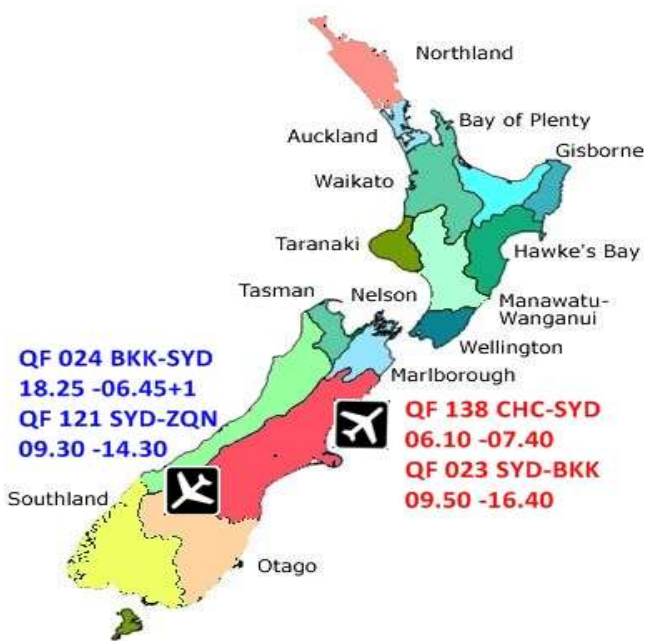 Northland
Auckland
Bay of Plenty
Gisborne
Waikato
Taranaki
Hawke's Bay
Tasman
Nelson
Manawatu-
Wanganui
Wellington
Marlborough
QF 024 BKK-SYD
18.25 -06.45+1
QF 121 SYD-ZQN
09.30 -14.30
QF 138 CHC-SYD
06.10 -07.40
QF 023 SYD-BKK
09.50 -16.40
Southland
Otago